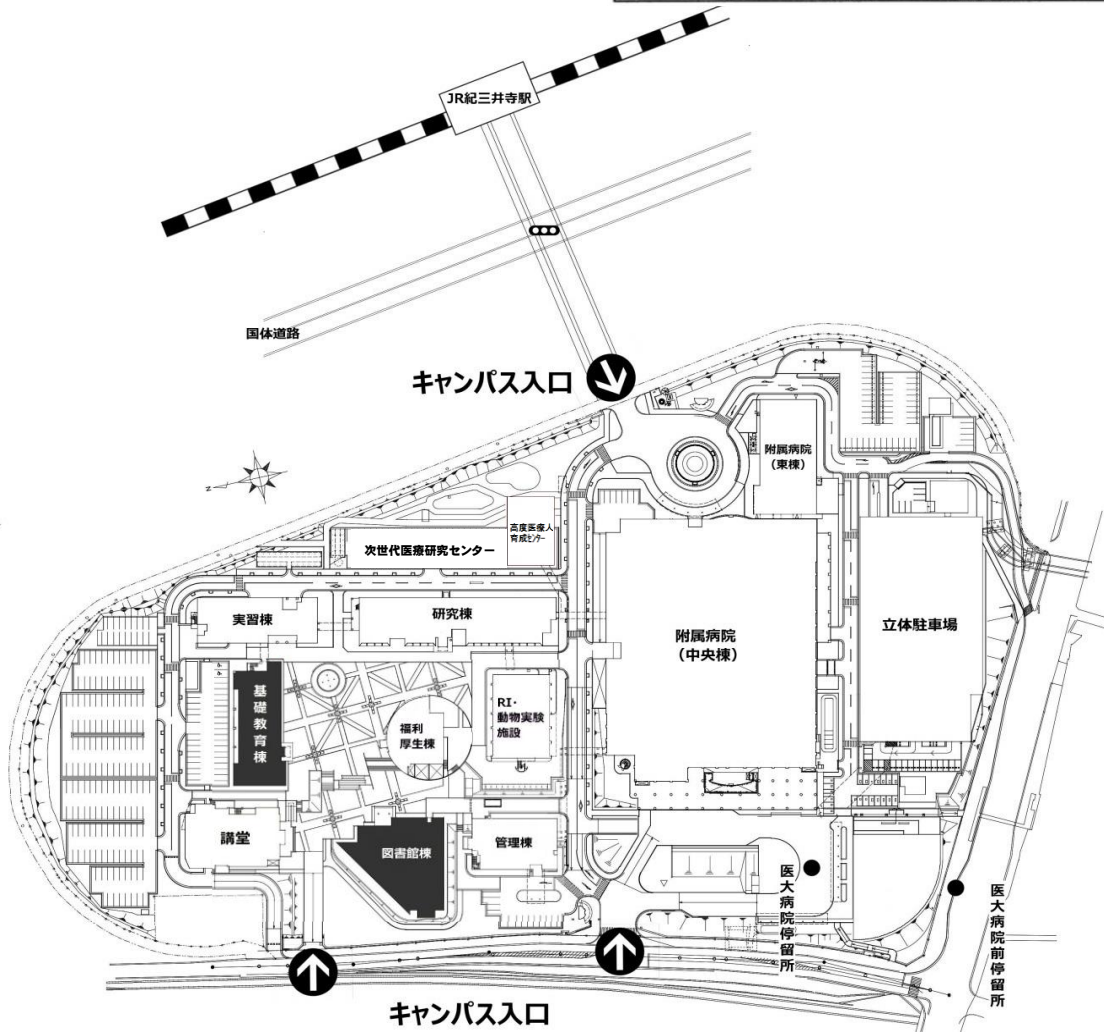 JR紀三井寺駅
国体道路
キャンパス入口
附属病院
（東棟）
N
高度医療人
育成センター
次世代医療研究センター
実習棟
研究棟
附属病院
（中央棟）
立体駐車場
基礎教育棟
福利
厚生棟
RI・
動物実験
施設
講堂
図書館棟
管理棟
医大病院停留所
医大病院前停留所
キャンパス入口